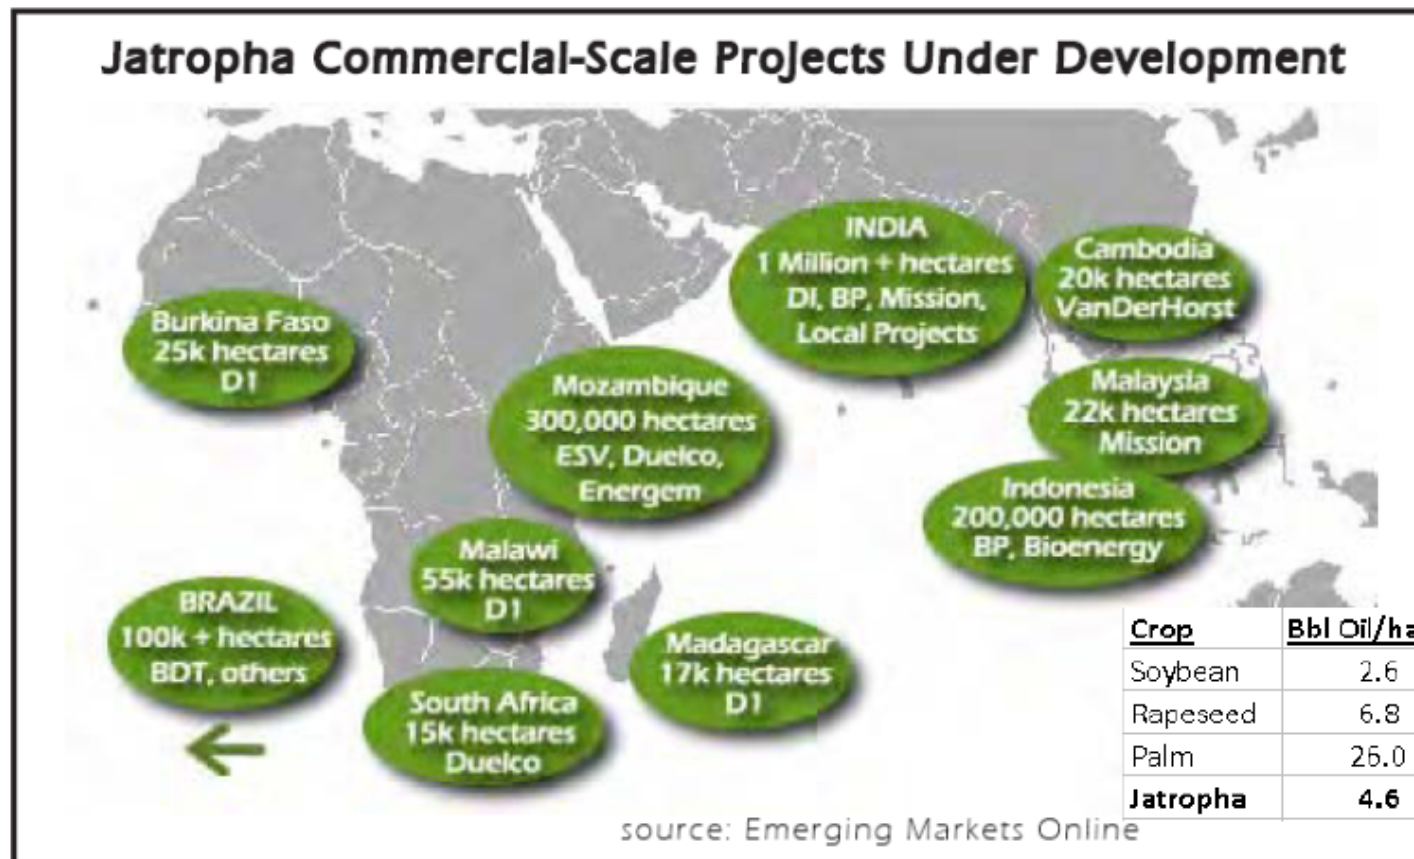 Jatropha Commercial-Scale Projects Under Development
INDIA
1 Million + hectares
DI, BP, Mission,
Local Projects
Cambodia
20k hectares
VanDerHorst
Burkina Faso
25k hectares
D1
Mozambique
300,000 hectares
ESV, Duelco,
Energem
Malaysia
22k hectares
Mission
Indonesia
200,000 hectares
BP, Bioenergy
Malawi
55k hectares
D1
BRAZIL
100k + hectares
BDT, others
Madagascar
17k hectares
D1
South Africa
15k hectares
Duelco
Crop Bbl Oil/ha
Soybean 2.6
Rapeseed 6.8
Palm 26.0
Jatropha 4.6
source: Emerging Markets Online